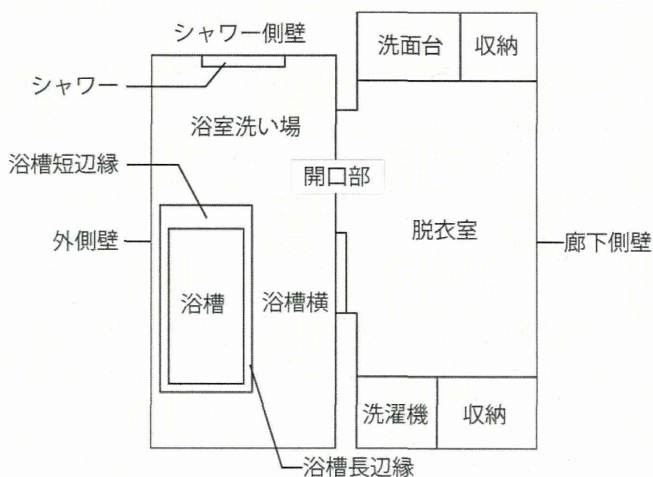 シャワー側壁
洗面台
収納
シャワー
浴室洗い場
浴槽短辺縁
開口部
外側壁
脱衣室
廊下側壁
浴槽
浴槽横
洗濯機
収納
浴槽長辺縁